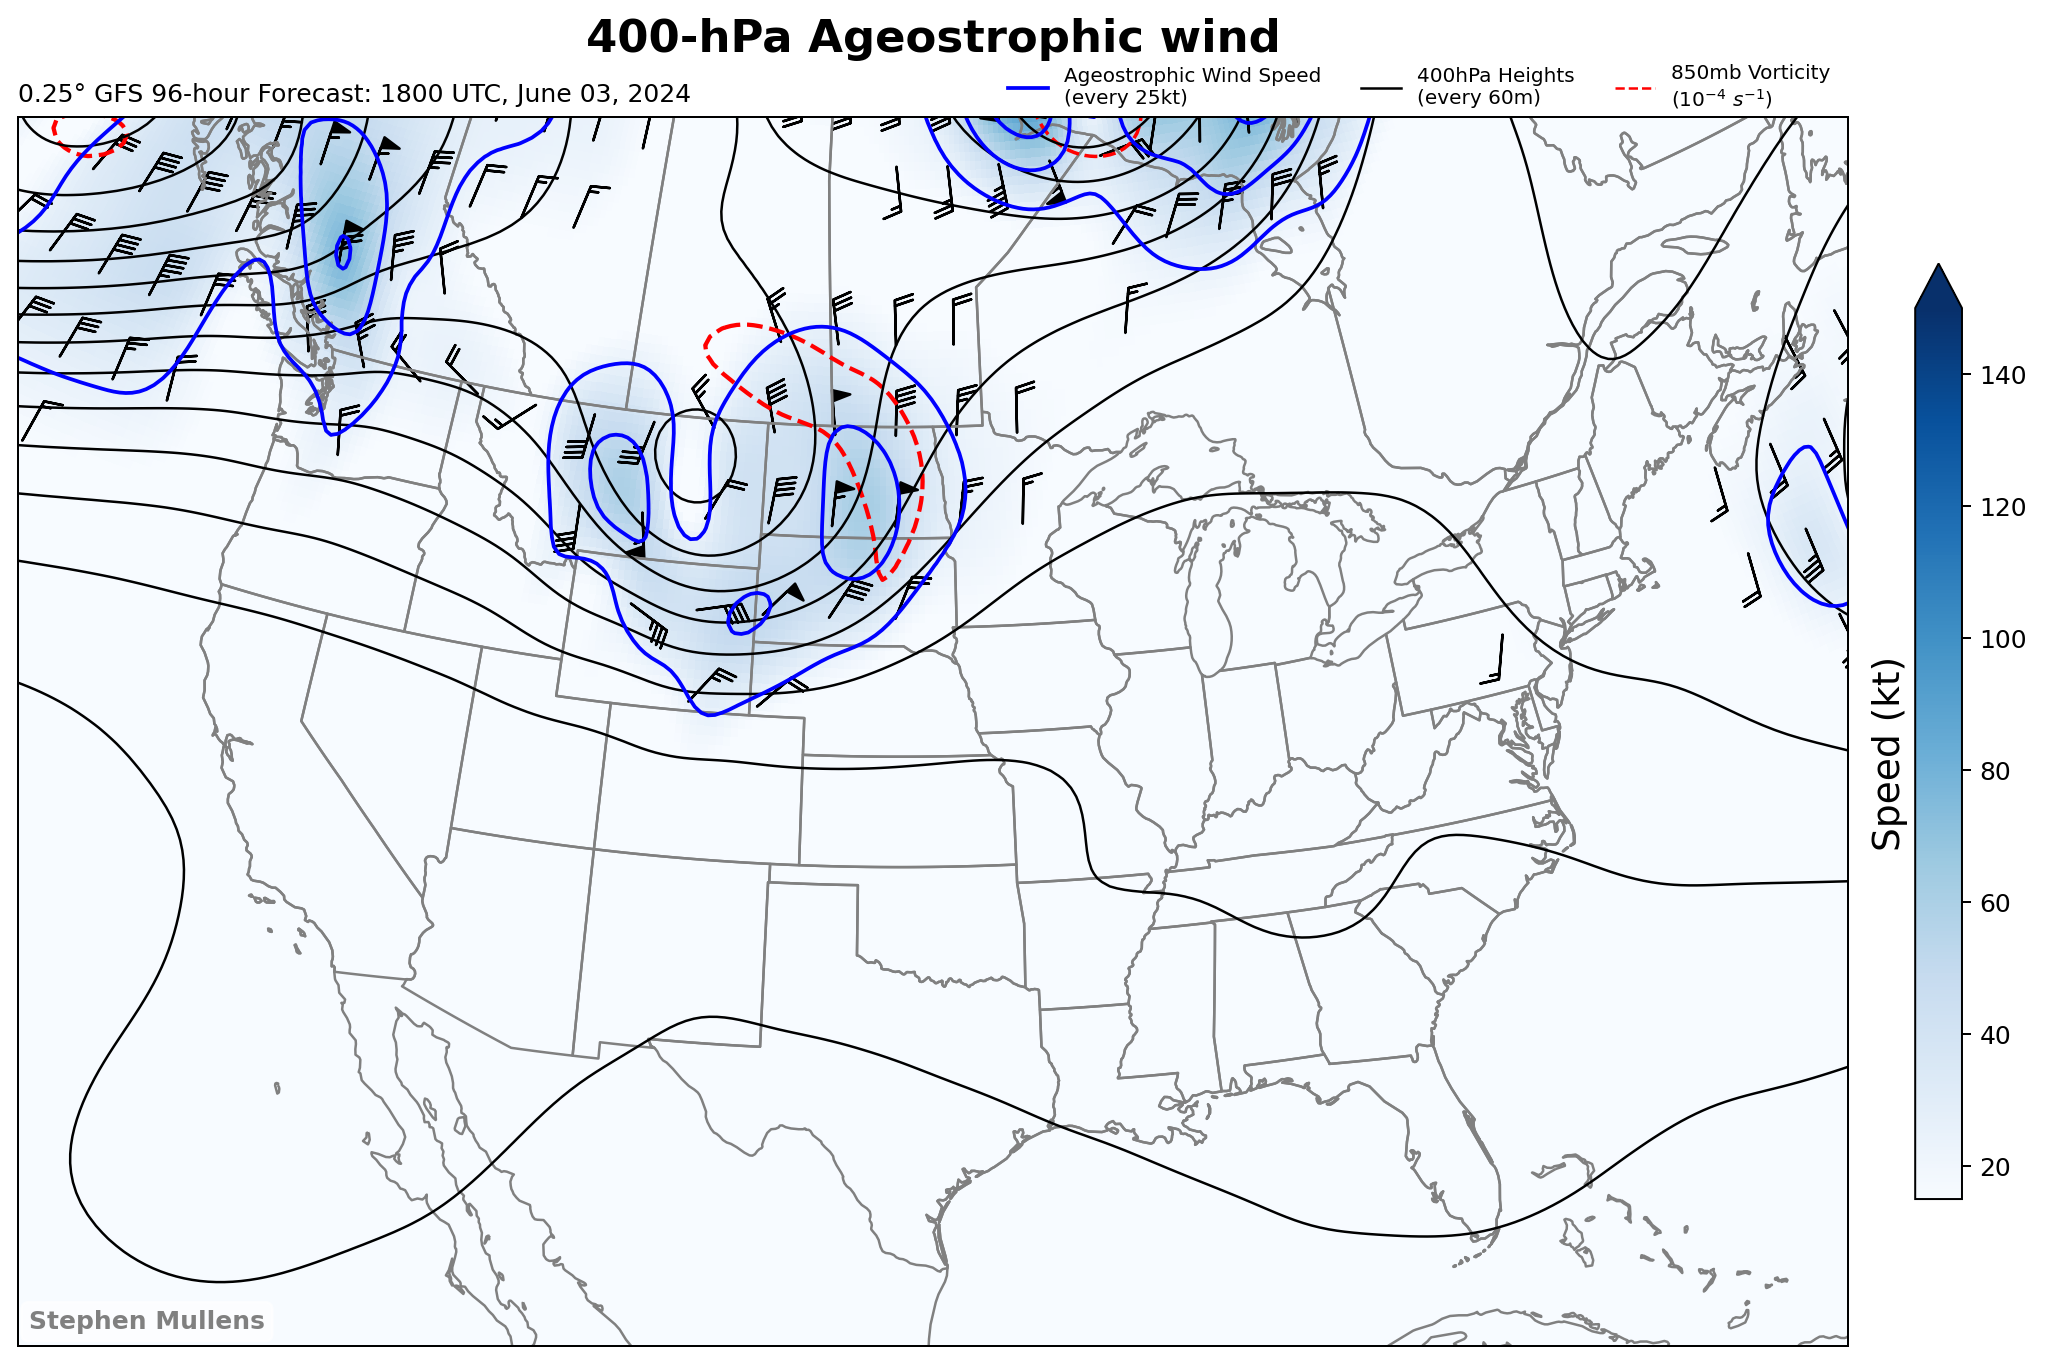 400-hPa Ageostrophic wind
0.25° GFS 96-hour Forecast: 1800 UTC, June 03, 2024
Ageostrophic Wind Speed
(every 25kt)
400hPa Heights
(every 60m)
850mb Vorticity
(10⁻⁴ s⁻¹)
140
120
100
80
60
40
20
Speed (kt)
Stephen Mullens